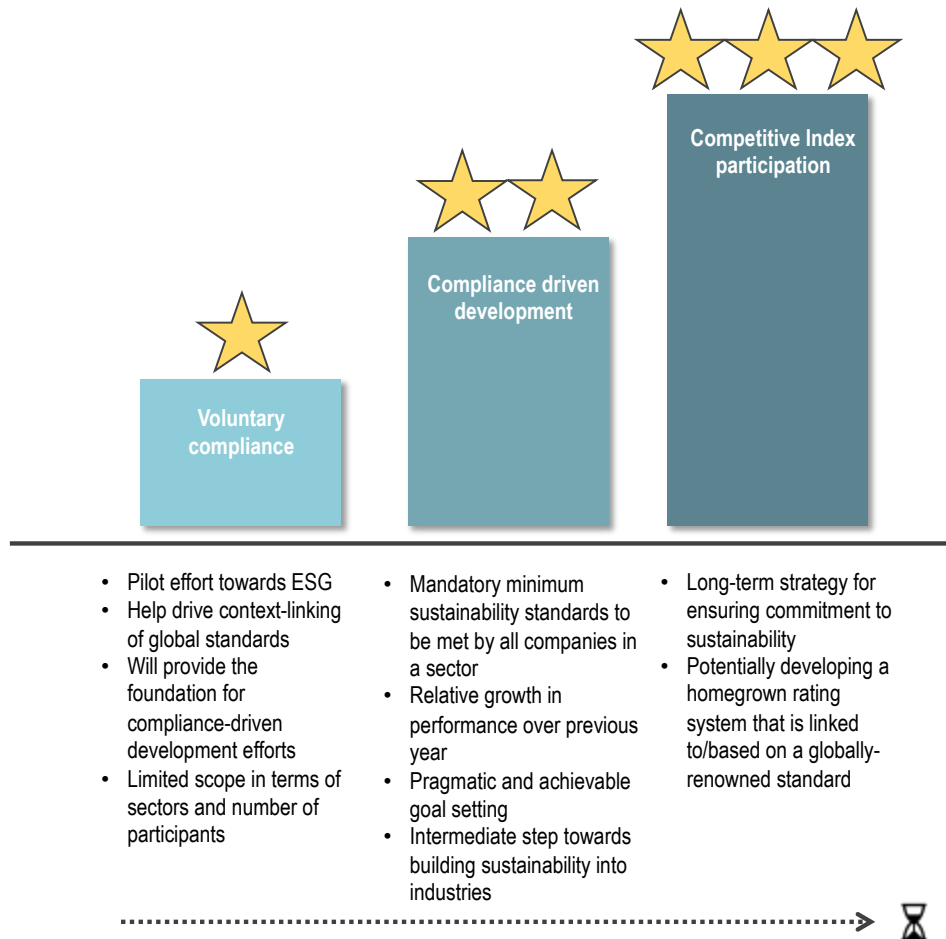 Competitive Index
participation
Compliance driven
development
Voluntary
compliance
• Pilot effort towards ESG
• Help drive context-linking
of global standards
• Will provide the
foundation for
compliance-driven
development efforts
• Limited scope in terms of
sectors and number of
participants
• Mandatory minimum
sustainability standards to
be met by all companies in
a sector
• Relative growth in
performance over previous
year
• Pragmatic and achievable
goal setting
• Intermediate step towards
building sustainability into
industries
• Long-term strategy for
ensuring commitment to
sustainability
• Potentially developing a
homegrown rating
system that is linked
to/based on a globally-
renowned standard